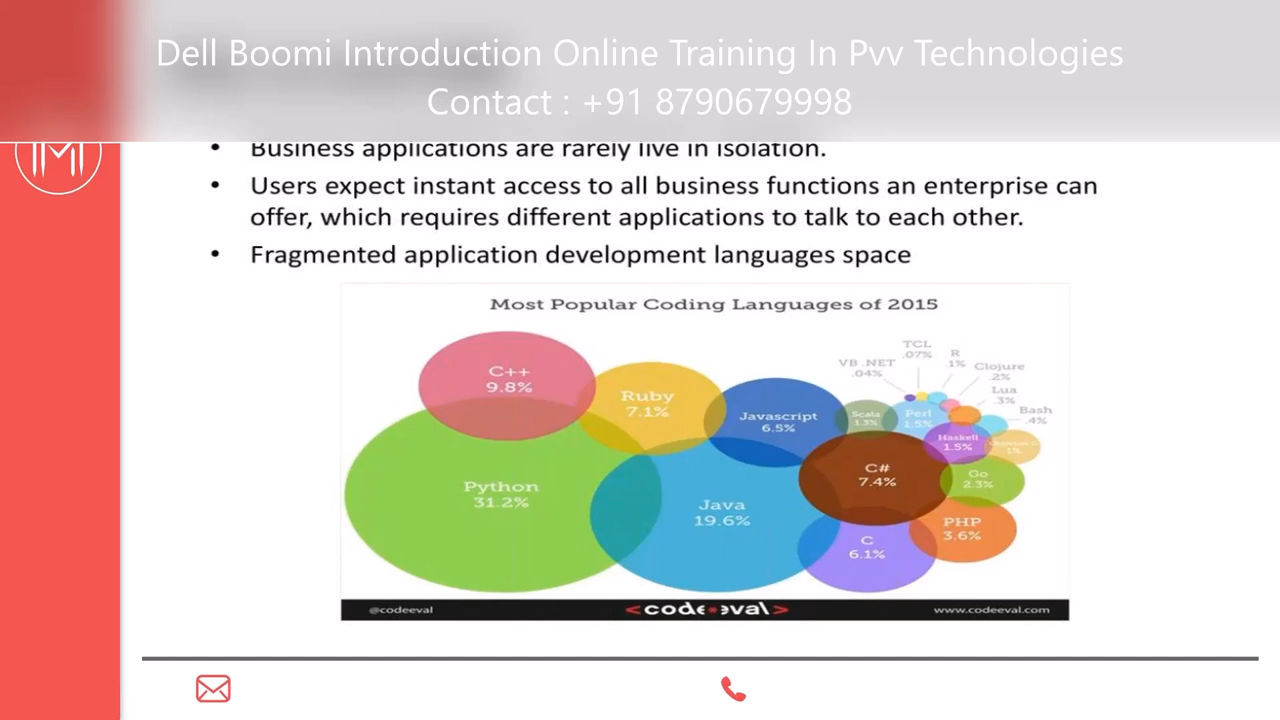 Dell Boomi Introduction Online Training In Pvv Technologies
Contact : +91 8790679998
• Business applications are rarely live in isolation.
• Users expect instant access to all business functions an enterprise can
offer, which requires different applications to talk to each other.
• Fragmented application development languages space
Most Popular Coding Languages of 2015
C++
9.8%
Ruby
7.1%
Javascript
6.5%
Python
31.2%
Java
19.6%
C#
7.4%
C
6.1%
PHP
3.6%
Go
2.3%
Haskell
1.5%
1%
Perl
1.5%
Scala
1.3%
VB .NET
.04%
TCL
.07%
R
.1%
Clojure
.2%
Lua
.3%
Bash
.4%
@codeeval
<code•eval>
www.codeeval.com